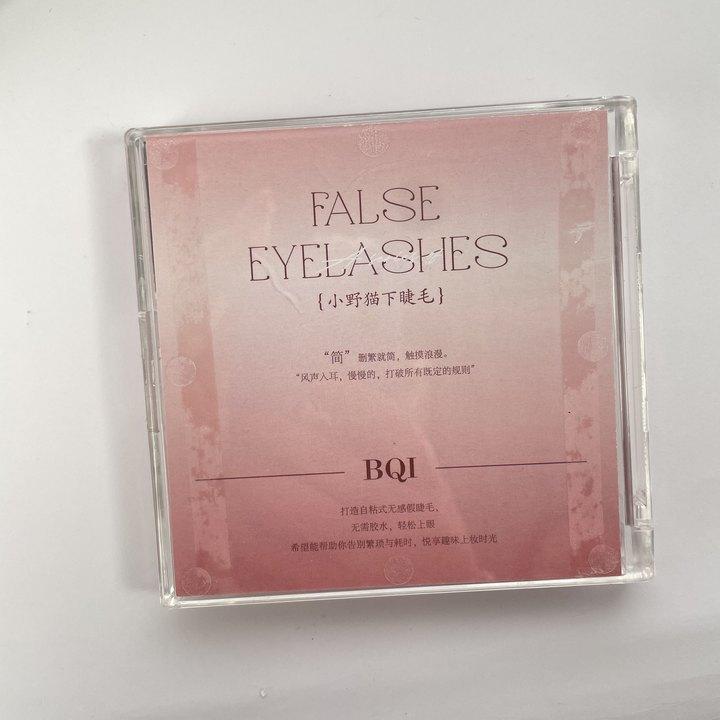 FALSE
EYELASHES
{小野猫下睫毛}
“简” 删繁就简，触摸浪漫。
“风声入耳，慢慢的，打破所有既定的规则”
BQI
打造自粘式无感假睫毛、
无需胶水，轻松上眼
希望能帮助你告别繁琐与耗时，悦享趣味上妆时光